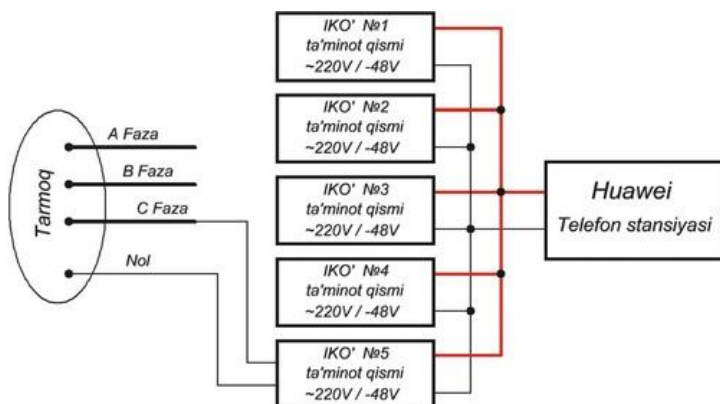 IKO' №1
ta'minot qismi
~220V / -48V
IKO' №2
ta'minot qismi
~220V / -48V
IKO' №3
ta'minot qismi
~220V / -48V
IKO' №4
ta'minot qismi
~220V / -48V
IKO' №5
ta'minot qismi
~220V / -48V
Tarmoq
A Faza
B Faza
C Faza
Nol
Huawei
Telefon stansiyasi